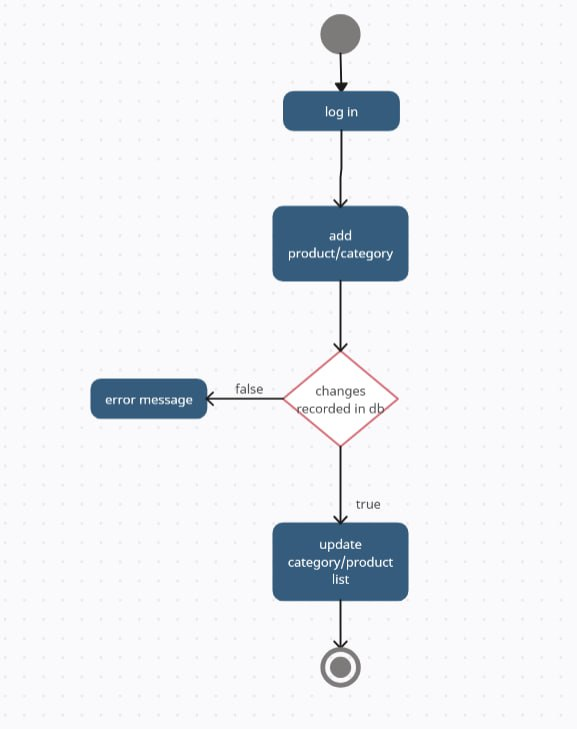 log in
add
product/category
changes
recorded in db
false
error message
true
update
category/product
list